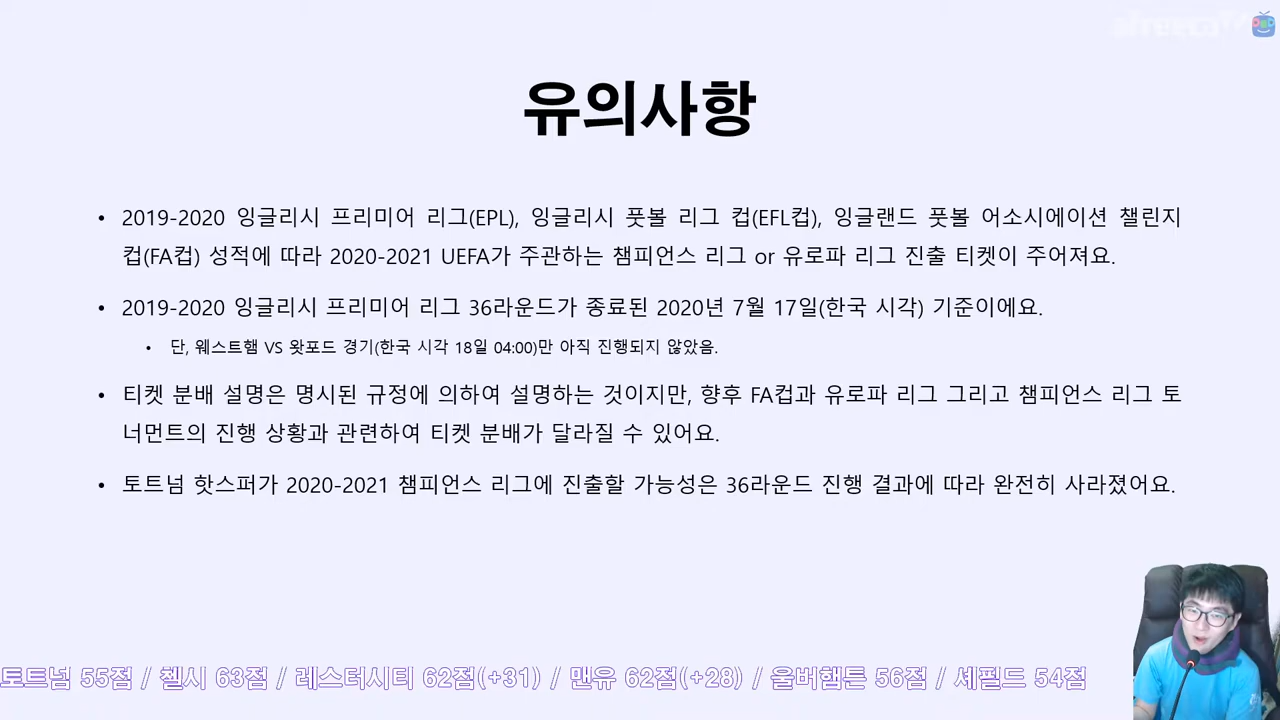 유의사항
• 2019-2020 잉글리시 프리미어 리그(EPL), 잉글리시 풋볼 리그 컵(EFL컵), 잉글랜드 풋볼 어소시에이션 챌린지
컵(FA컵) 성적에 따라 2020-2021 UEFA가 주관하는 챔피언스 리그 or 유로파 리그 진출 티켓이 주어져요.
• 2019-2020 잉글리시 프리미어 리그 36라운드가 종료된 2020년 7월 17일(한국 시각) 기준이에요.
• 단, 웨스트햄 VS 왓포드 경기(한국 시각 18일 04:00)만 아직 진행되지 않았음.
• 티켓 분배 설명은 명시된 규정에 의하여 설명하는 것이지만, 향후 FA컵과 유로파 리그 그리고 챔피언스 리그 토
너먼트의 진행 상황과 관련하여 티켓 분배가 달라질 수 있어요.
• 토트넘 핫스퍼가 2020-2021 챔피언스 리그에 진출할 가능성은 36라운드 진행 결과에 따라 완전히 사라졌어요.
토트넘 55점 / 첼시 63점 / 레스터시티 62점(+31) / 맨유 62점(+28) / 울버햄튼 56점 / 셰필드 54점